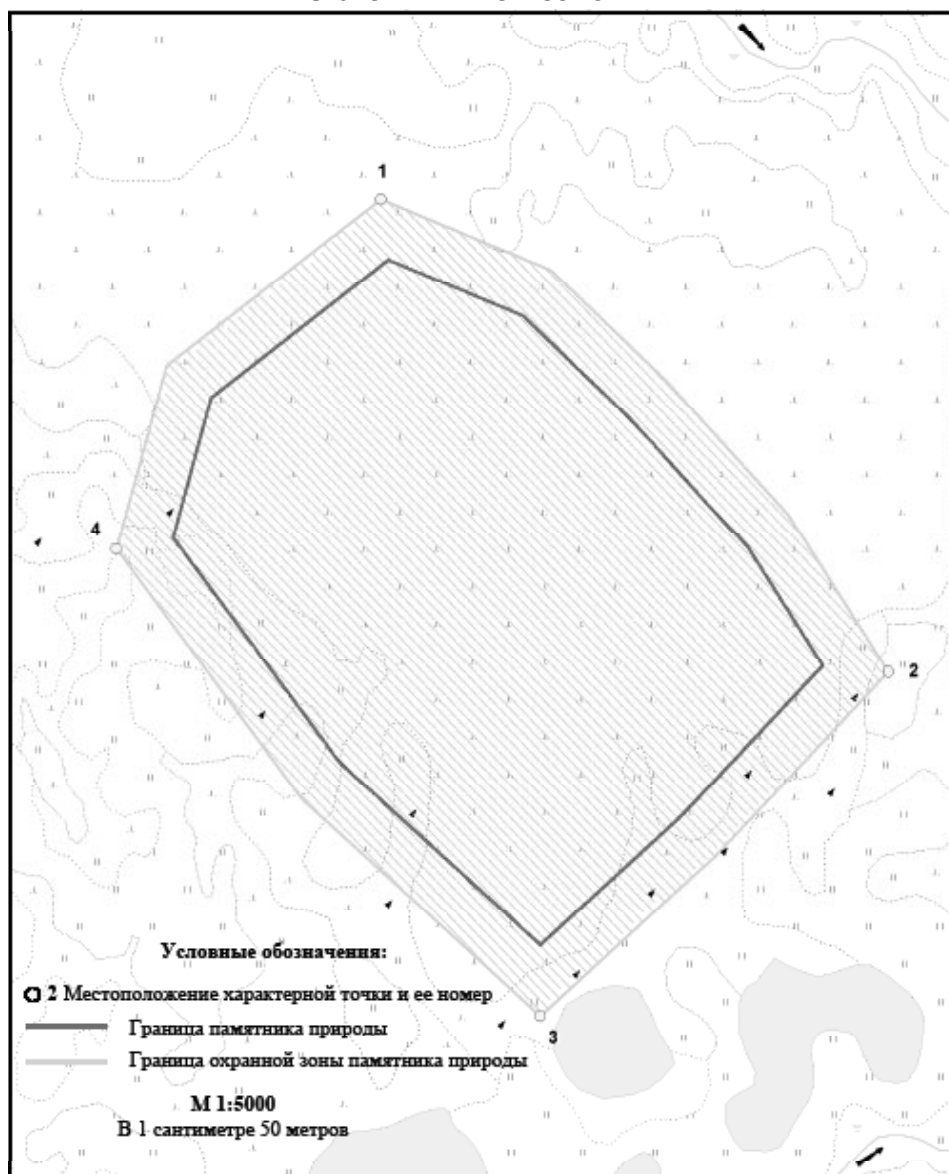 1
4
2
3
Условные обозначения:
2 Местоположение характерной точки и ее номер
Граница памятника природы
Граница охранной зоны памятника природы
М 1:5000
В 1 сантиметре 50 метров